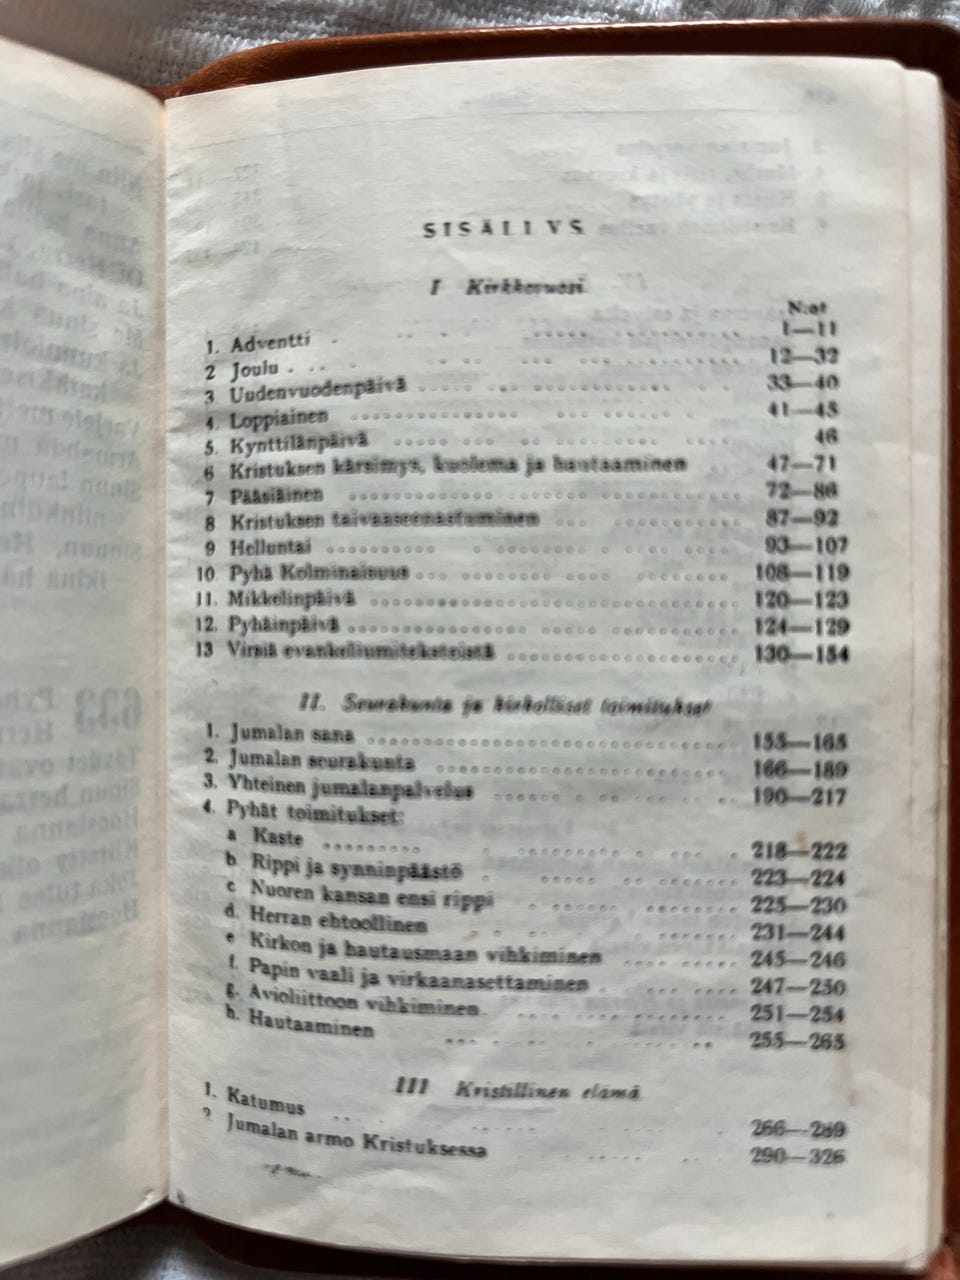 SISÄLLYS
I Kirkkovuosi
N:ot
1. Adventti 1—11
2 Joulu 12—32
3 Uudenvuodenpäivä 33—40
4. Loppiainen 41—45
5. Kynttilänpäivä 46
6 Kristuksen kärsimys, kuolema ja hautaaminen 47—71
7 Pääsiäinen 72—86
8 Kristuksen taivaaseenastuminen 87—92
9 Helluntai 93—107
10 Pyhä Kolminaisuus 108—119
11. Mikkelinpäivä 120—123
12. Pyhäinpäivä 124—129
13 Virsiä evankeliumiteksteistä 130—154
II. Seurakunta ja kirkolliset toimitukset
1. Jumalan sana 155—165
2. Jumalan seurakunta 166—189
3. Yhteinen jumalanpalvelus 190—217
4. Pyhät toimitukset:
a Kaste 218—222
b. Rippi ja synninpäästö 223—224
c Nuoren kansan ensi rippi 225—230
d. Herran ehtoollinen 231—244
e Kirkon ja hautausmaan vihkiminen 245—246
f. Papin vaali ja virkaanasettaminen 247—250
g. Avioliittoon vihkiminen 251—254
h. Hautaaminen 255—265
III Kristillinen elämä
1. Katumus 266—289
2 Jumalan armo Kristuksessa 290—326
633